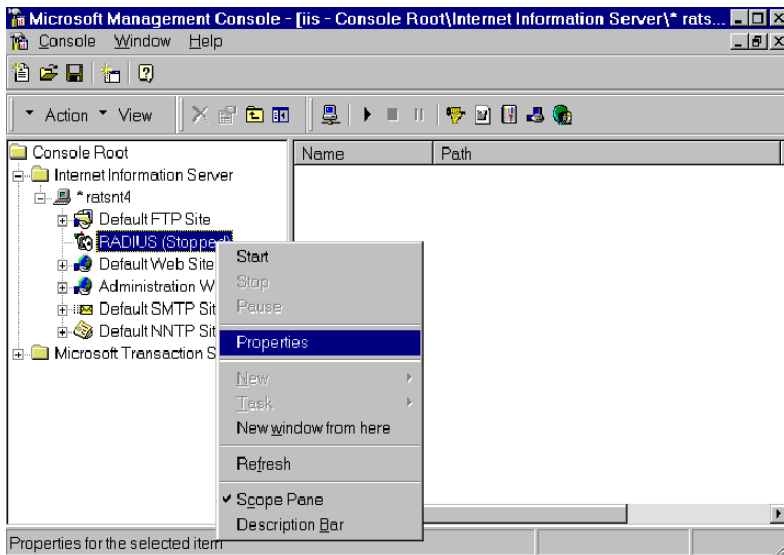 Microsoft Management Console - [iis - Console Root\Internet Information Server\* rats...
Console Window Help
Action View
Console Root
Internet Information Server
* ratsnt4
Default FTP Site
RADIUS (Stopped)
Default Web Site
Administration W
Default SMTP Sit
Default NNTP Sit
Microsoft Transaction S
Name Path
Start
Stop
Pause
Properties
New
Task
New window from here
Refresh
Scope Pane
Description Bar
Properties for the selected item